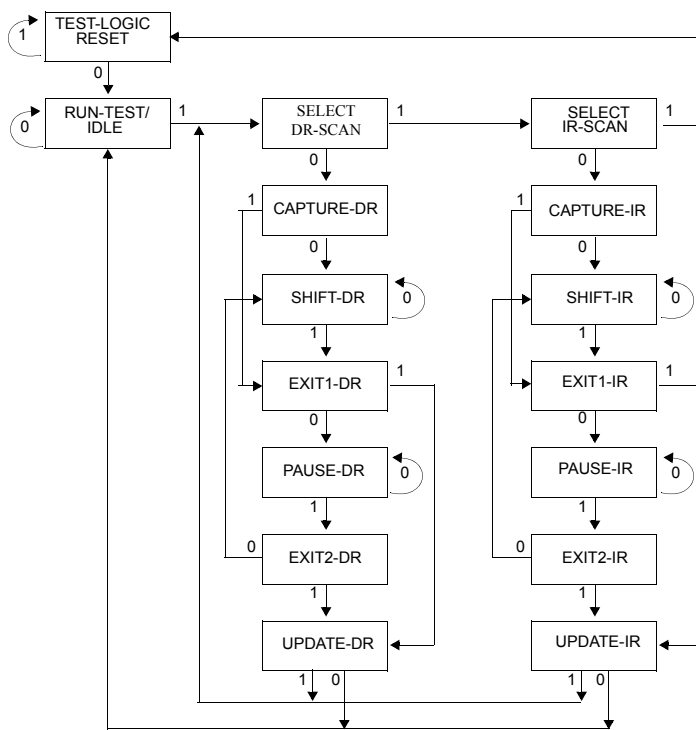 TEST-LOGIC
RESET
1
0
RUN-TEST/
IDLE
0
1
SELECT
DR-SCAN
1
0
SELECT
IR-SCAN
1
0
CAPTURE-DR
1
0
CAPTURE-IR
1
0
SHIFT-DR
0
1
SHIFT-IR
0
1
EXIT1-DR
1
0
EXIT1-IR
1
0
PAUSE-DR
0
1
PAUSE-IR
0
1
EXIT2-DR
0
1
EXIT2-IR
0
1
UPDATE-DR
1 0
UPDATE-IR
1 0